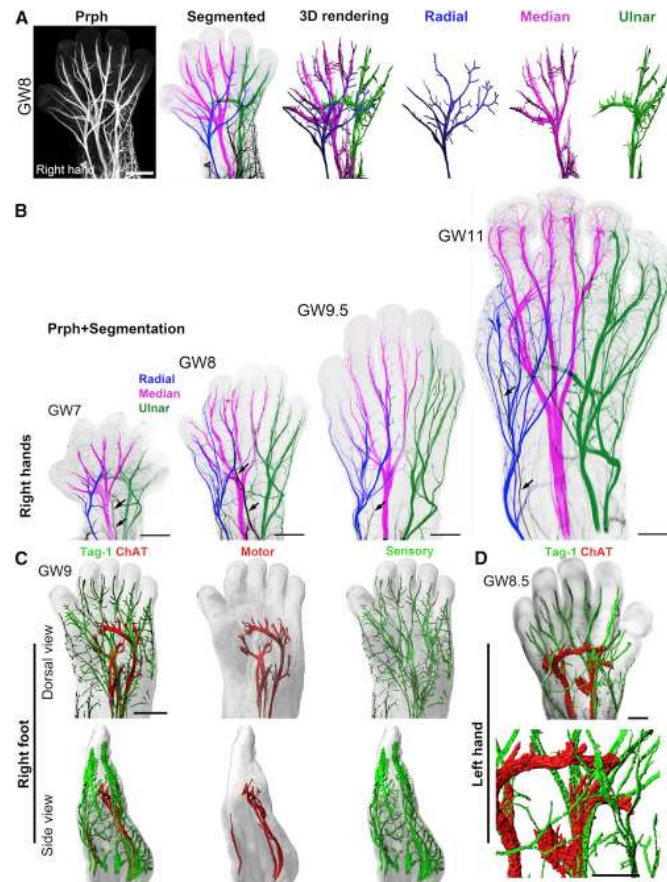 A
Prph
Segmented
3D rendering
Radial
Median
Ulnar
GW8
Right hand
B
GW11
GW9.5
Prph+Segmentation
GW8
Radial
Median
Ulnar
GW7
Right hands
C
Tag-1 ChAT
Motor
Sensory
D
Tag-1 ChAT
GW9
GW8.5
Dorsal view
Right foot
Side view
Left hand